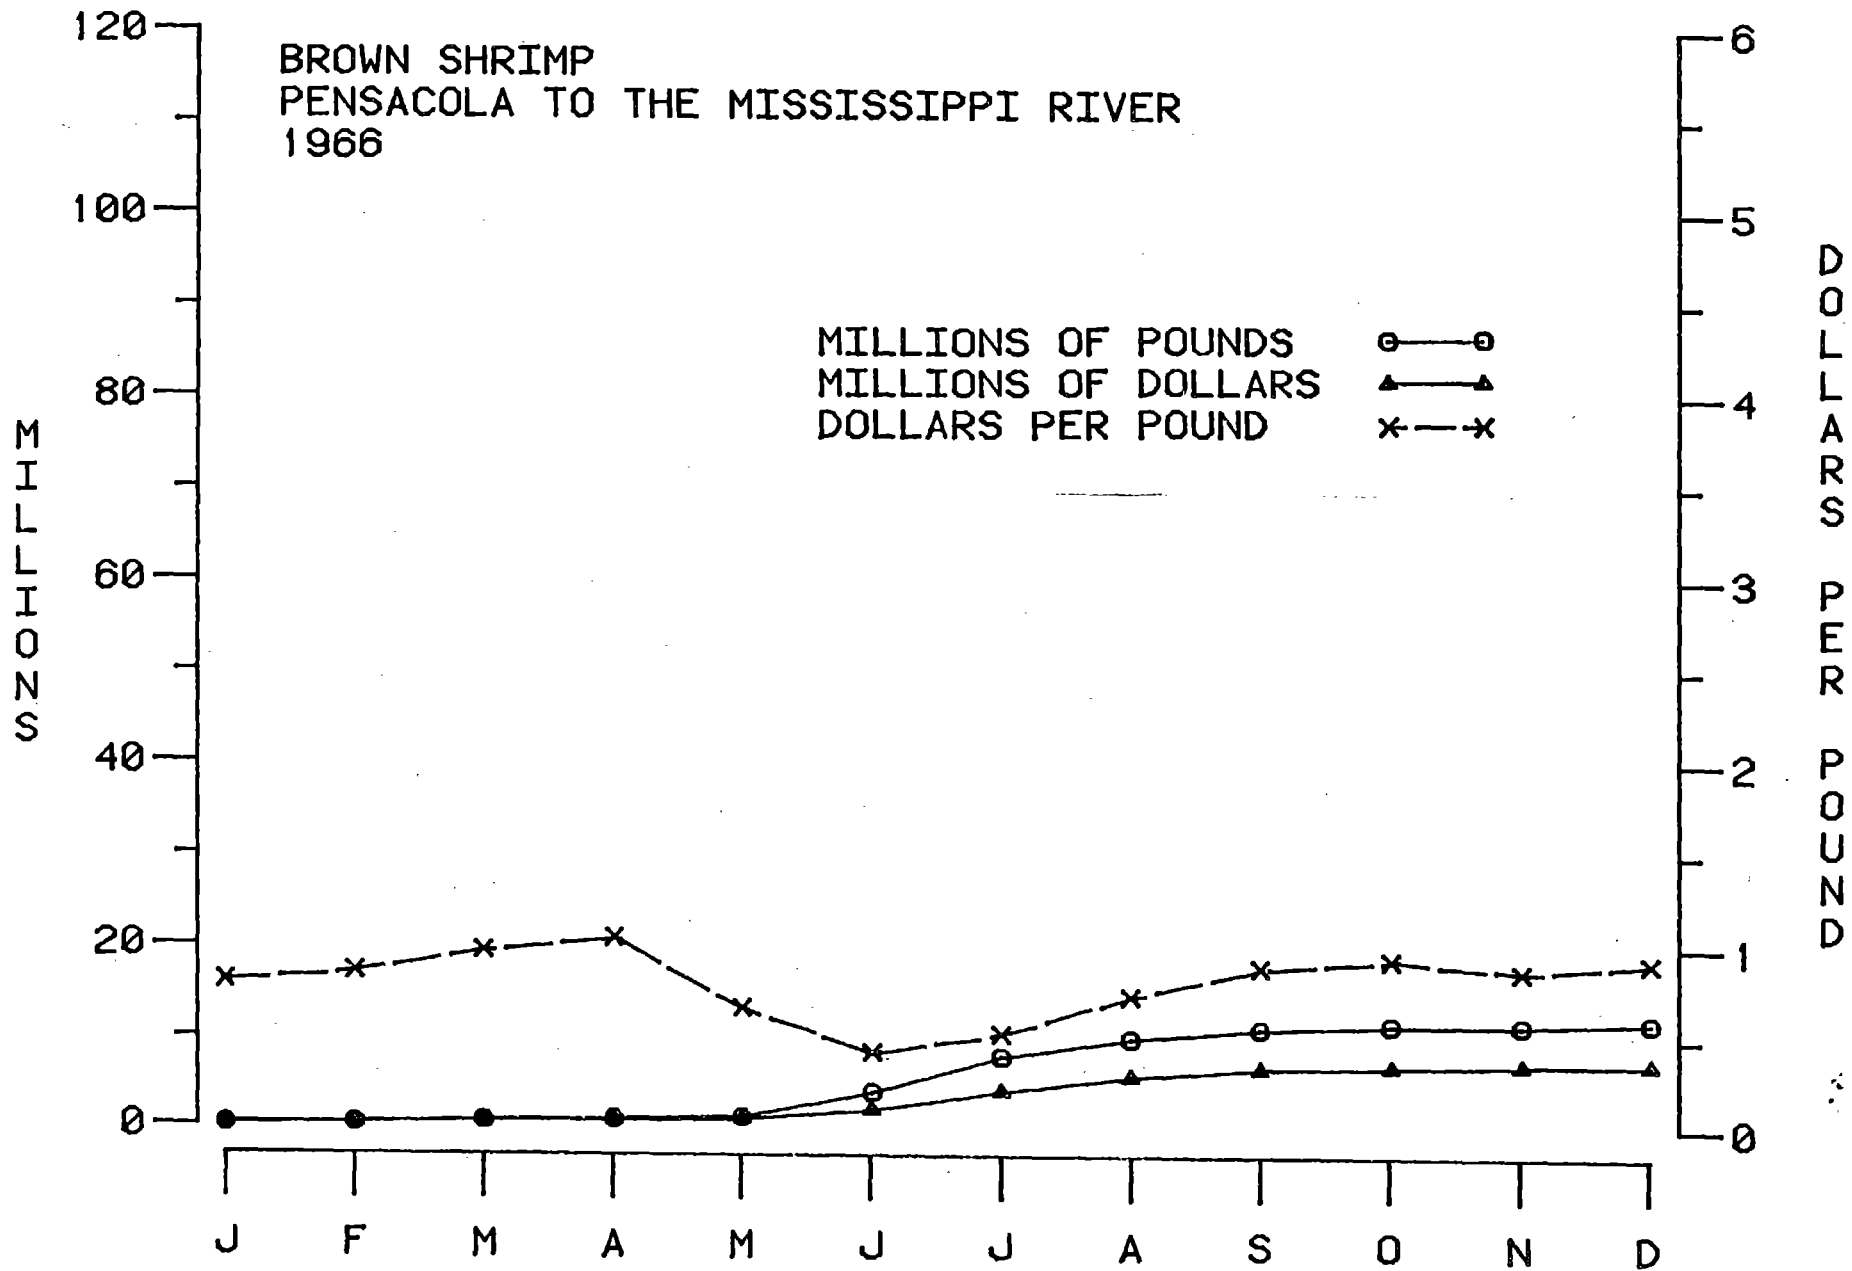 BROWN SHRIMP
PENSACOLA TO THE MISSISSIPPI RIVER
1966
MILLIONS OF POUNDS
MILLIONS OF DOLLARS
DOLLARS PER POUND
MILLIONS
120
100
80
60
40
20
0
6
5
4
3
2
1
0
DOLLARS PER POUND
J F M A M J J A S O N D